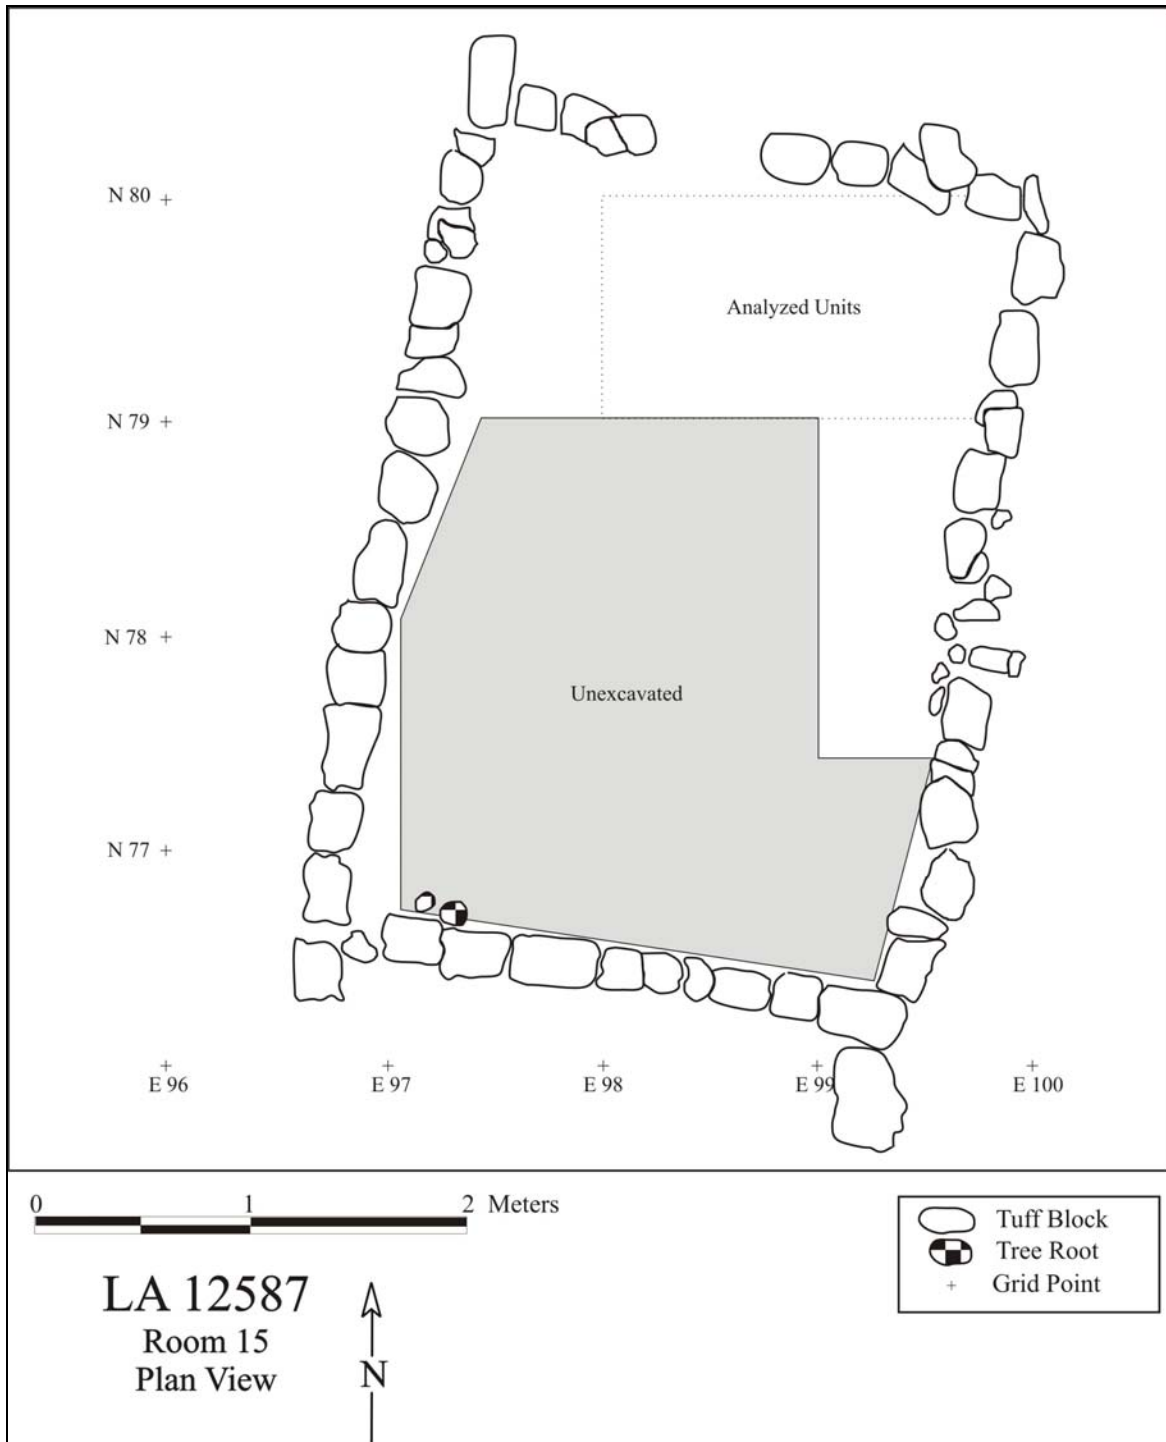 N 80
Analyzed Units
N 79
N 78
Unexcavated
N 77
E 96 E 97 E 98 E 99 E 100
0 1 2 Meters
LA 12587
Room 15
Plan View
N
Tuff Block
Tree Root
Grid Point